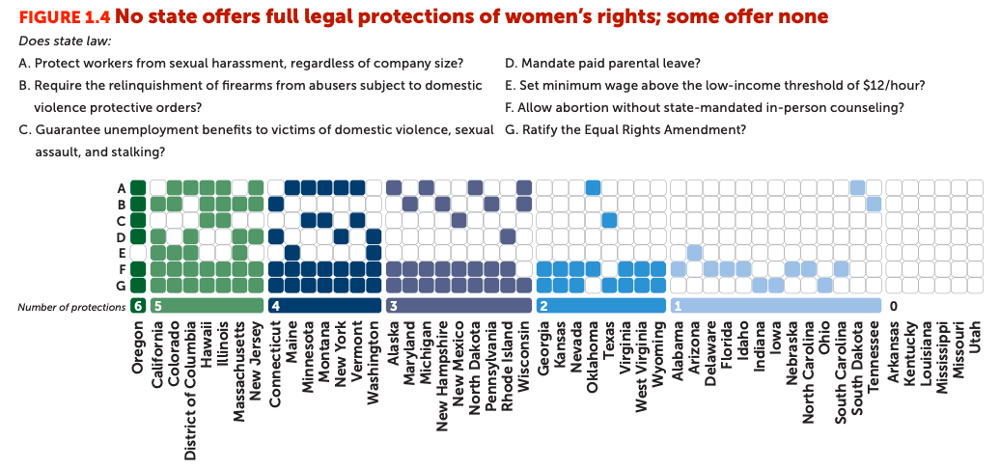 FIGURE 1.4 No state offers full legal protections of women's rights; some offer none
Does state law:
A. Protect workers from sexual harassment, regardless of company size?
B. Require the relinquishment of firearms from abusers subject to domestic
violence protective orders?
C. Guarantee unemployment benefits to victims of domestic violence, sexual
assault, and stalking?
D. Mandate paid parental leave?
E. Set minimum wage above the low-income threshold of $12/hour?
F. Allow abortion without state-mandated in-person counseling?
G. Ratify the Equal Rights Amendment?
A
B
C
D
E
F
G
Number of protections 6 5 4 3 2 1 0
Oregon
California
Colorado
District of Columbia
Hawaii
Illinois
Massachusetts
New Jersey
Connecticut
Maine
Minnesota
Montana
New York
Vermont
Washington
Alaska
Maryland
Michigan
New Hampshire
New Mexico
North Dakota
Pennsylvania
Rhode Island
Wisconsin
Georgia
Kansas
Nevada
Oklahoma
Texas
Virginia
West Virginia
Wyoming
Alabama
Arizona
Delaware
Florida
Idaho
Indiana
Iowa
Nebraska
North Carolina
Ohio
South Carolina
South Dakota
Tennessee
Arkansas
Kentucky
Louisiana
Mississippi
Missouri
Utah